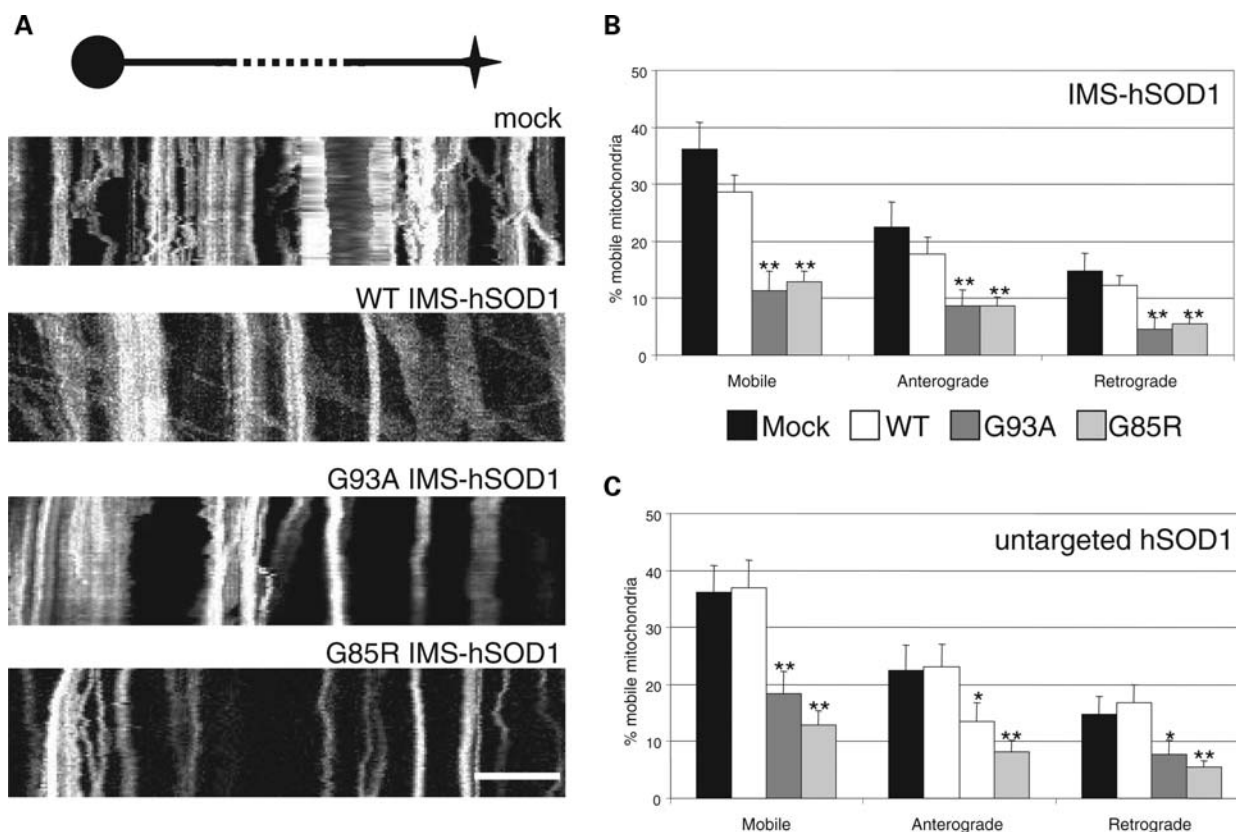 A
mock
WT IMS-hSOD1
G93A IMS-hSOD1
G85R IMS-hSOD1
B
IMS-hSOD1
% mobile mitochondria
50
40
30
20
10
0
** **
** **
** **
Mobile Anterograde Retrograde
Mock WT G93A G85R
C
untargeted hSOD1
% mobile mitochondria
50
40
30
20
10
0
** **
* **
* **
Mobile Anterograde Retrograde